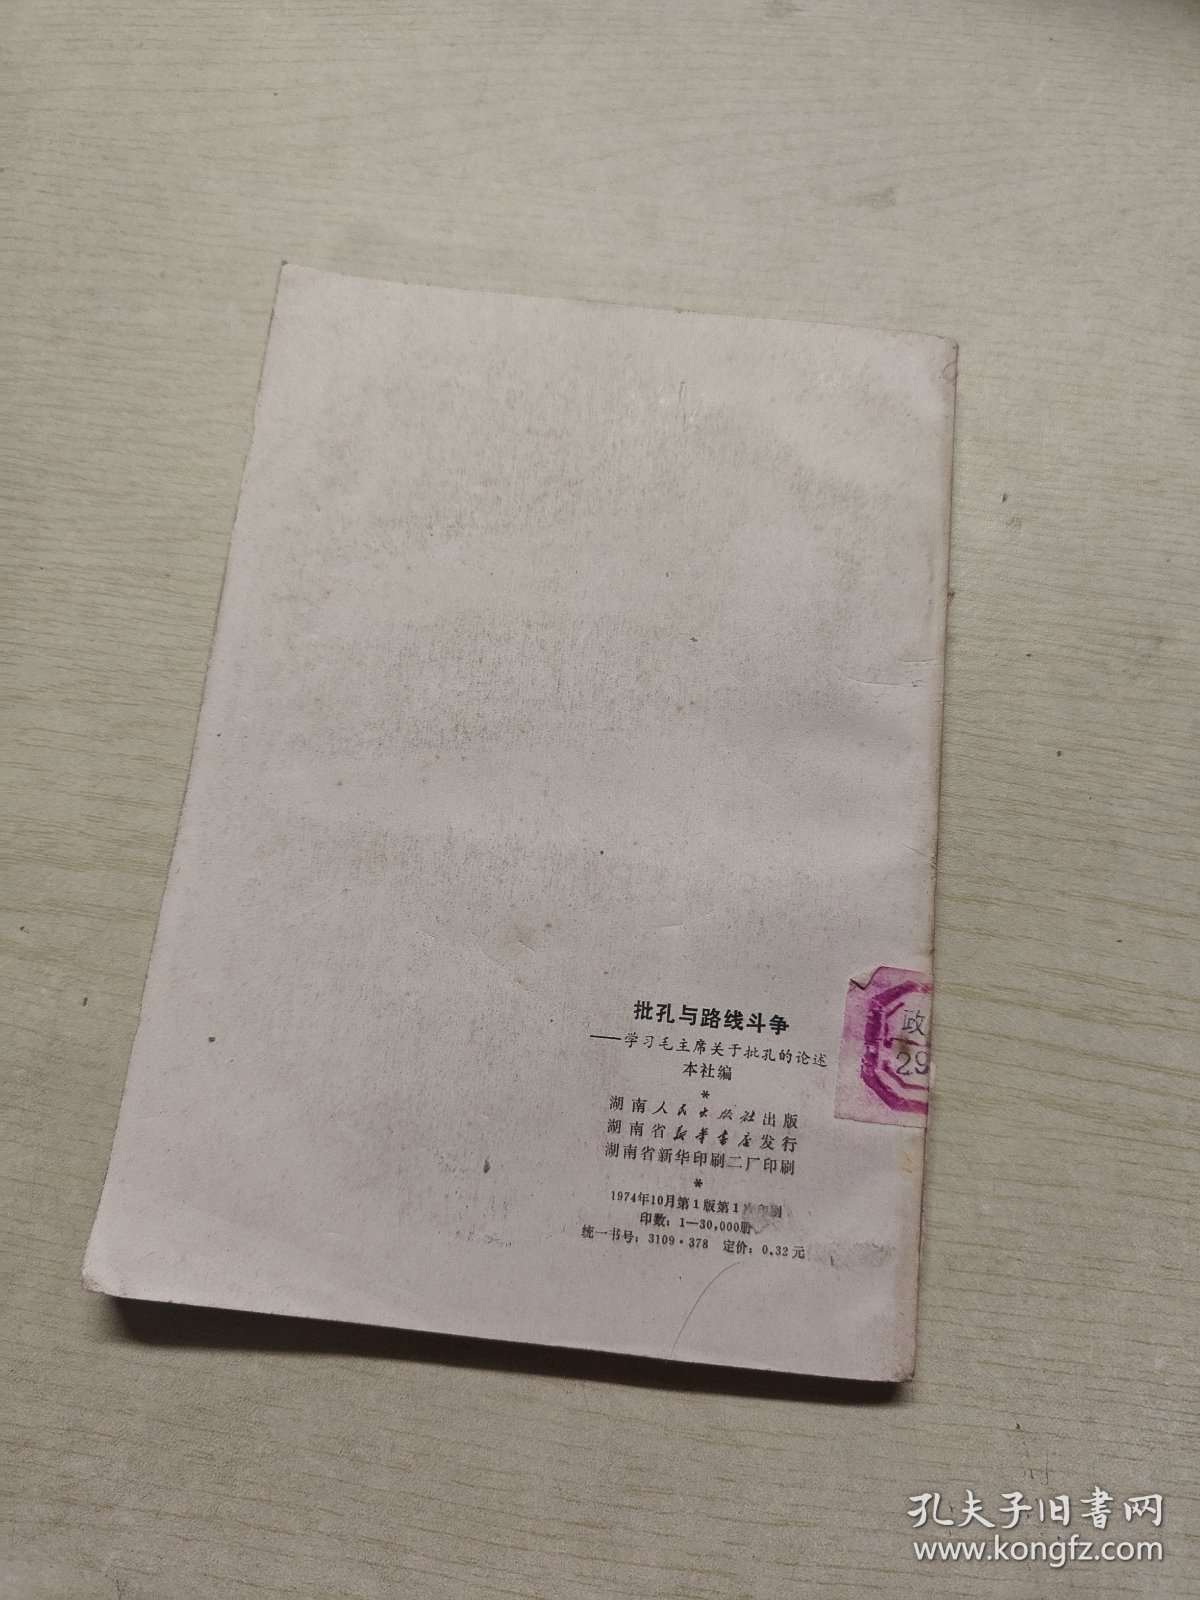 批孔与路线斗争
——学习毛主席关于批孔的论述
本社编
*
湖南人民出版社出版
湖南省新华书店发行
湖南省新华印刷二厂印刷
*
1974年10月第1版第1次印刷
印数：1—30,000册
统一书号：3109·378 定价：0.32元
政
29
孔夫子旧书网
www.kongfz.com